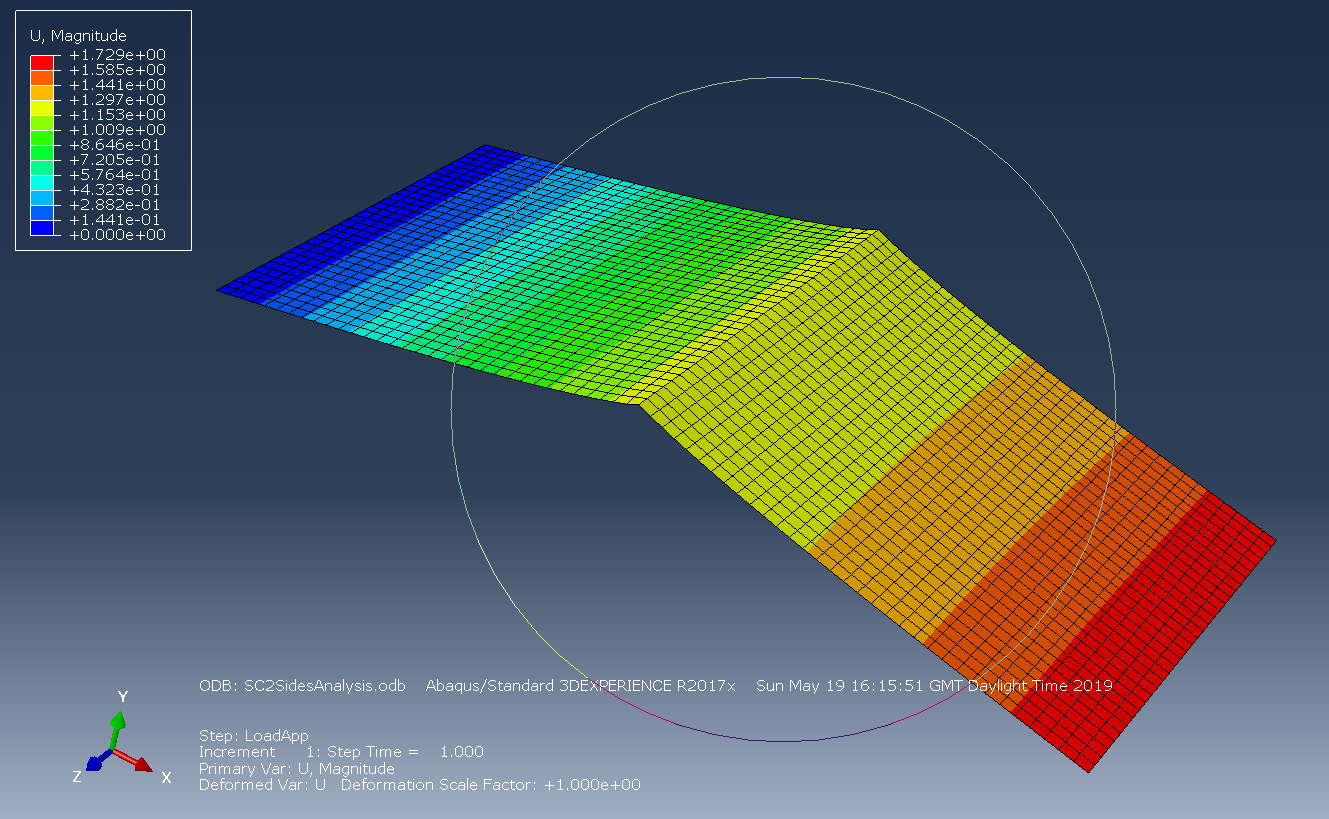 U, Magnitude
+1.729e+00
+1.585e+00
+1.441e+00
+1.297e+00
+1.153e+00
+1.009e+00
+8.646e-01
+7.205e-01
+5.764e-01
+4.323e-01
+2.882e-01
+1.441e-01
+0.000e+00
ODB: SC2SidesAnalysis.odb    Abaqus/Standard 3DEXPERIENCE R2017x    Sun May 19 16:15:51 GMT Daylight Time 2019
Y
Z
X
Step: LoadApp
Increment    1: Step Time =    1.000
Primary Var: U, Magnitude
Deformed Var: U   Deformation Scale Factor: +1.000e+00